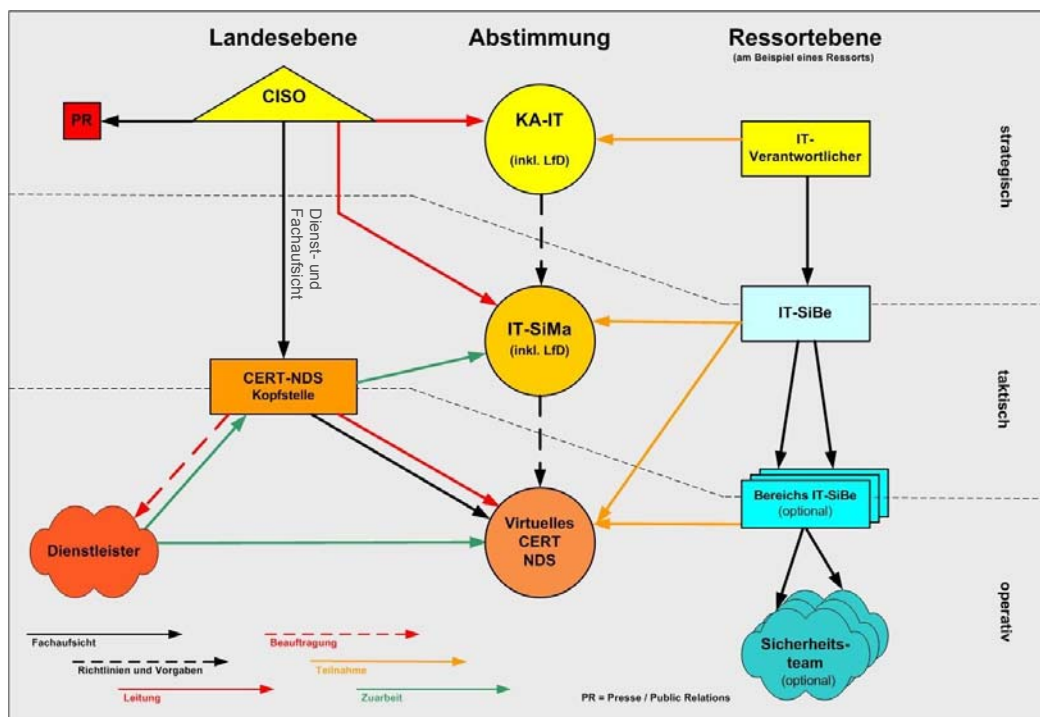 Landesebene
Abstimmung
Ressortebene
(am Beispiel eines Ressorts)
PR
CISO
KA-IT
(inkl. LfD)
IT-
Verantwortlicher
strategisch
Dienst- und
Fachaufsicht
IT-SiMa
(inkl. LfD)
IT-SiBe
CERT-NDS
Kopfstelle
taktisch
Bereichs IT-SiBe
(optional)
Dienstleister
Virtuelles
CERT
NDS
operativ
Sicherheits-
team
(optional)
Fachaufsicht
Richtlinien und Vorgaben
Leitung
Beauftragung
Teilnahme
Zuarbeit
PR = Presse / Public Relations